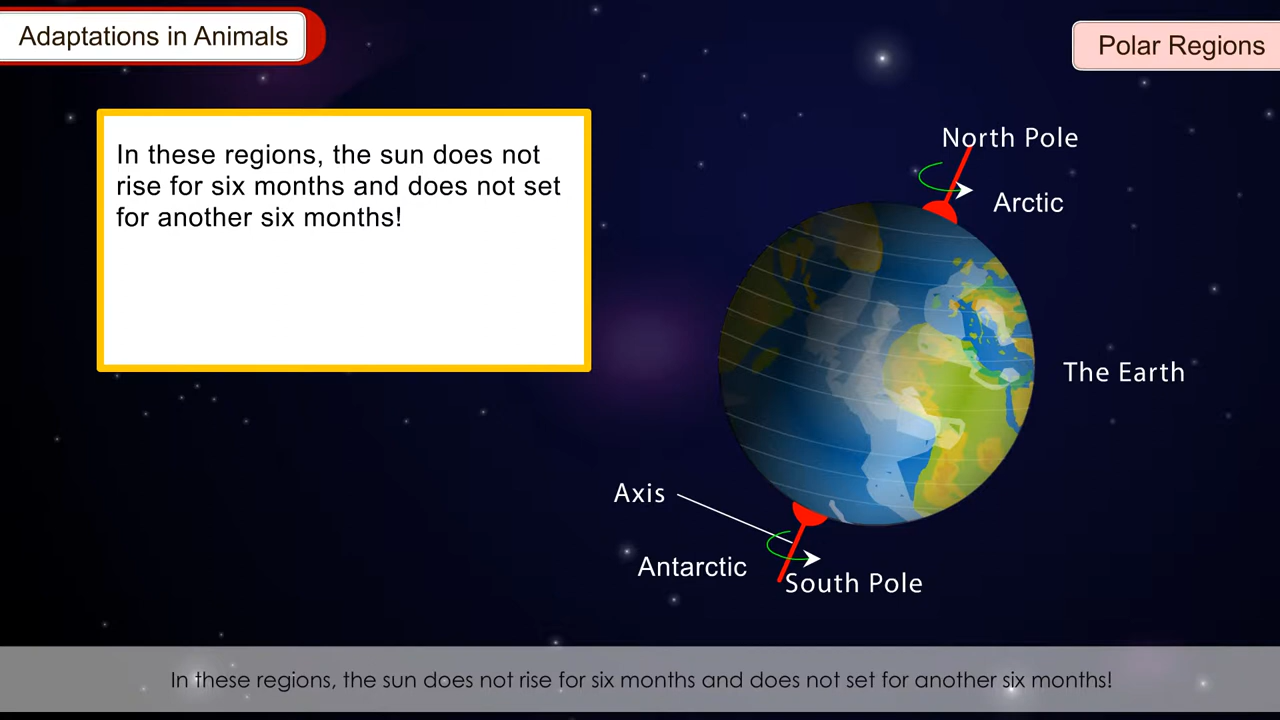 Adaptations in Animals
Polar Regions
In these regions, the sun does not
rise for six months and does not set
for another six months!
North Pole
Arctic
The Earth
Axis
Antarctic
South Pole
In these regions, the sun does not rise for six months and does not set for another six months!